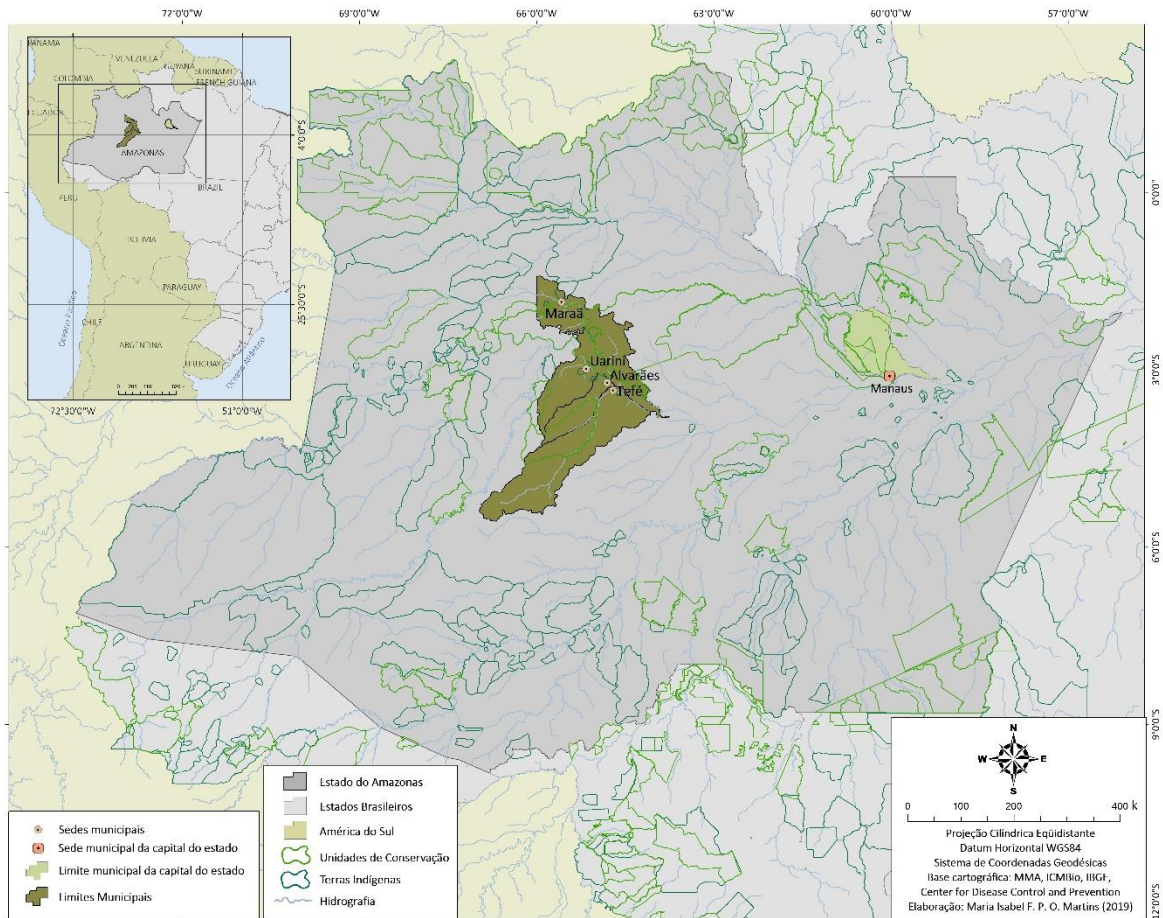 72°0'0"W 69°0'0"W 66°0'0"W 63°0'0"W 60°0'0"W 57°0'0"W
PANAMA
VENEZUELA
GUYANA
COLOMBIA
SURINAME
FRENCH GUIANA
ECUADOR
AMAZONAS
PERU
BRAZIL
BOLIVIA
PARAGUAY
CHILE
ARGENTINA
URUGUAY
Oceano Pacífico
Oceano Atlântico
4°0'0"S
25°30'0"S
72°30'0"W 51°0'0"W
0°0'0"
3°0'0"S
6°0'0"S
9°0'0"S
12°0'0"S
Maraã
Uarini
Alvarães
Tefé
Manaus
Sedes municipais
Sede municipal da capital do estado
Limite municipal da capital do estado
Limites Municipais
Estado do Amazonas
Estados Brasileiros
América do Sul
Unidades de Conservação
Terras Indígenas
Hidrografia
N
W E
S
0 100 200 400 k
Projeção Cilíndrica Eqüidistante
Datum Horizontal WGS84
Sistema de Coordenadas Geodésicas
Base cartográfica: MMA, ICMBio, IBGE,
Center for Disease Control and Prevention
Elaboração: Maria Isabel F. P. O. Martins (2019)